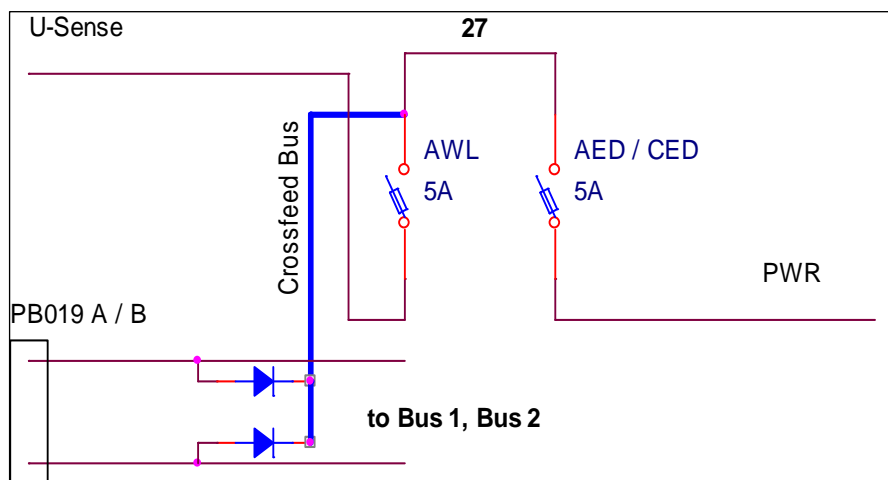 U-Sense
27
Crossfeed Bus
AWL
5A
AED / CED
5A
PWR
PB019 A / B
to Bus 1, Bus 2